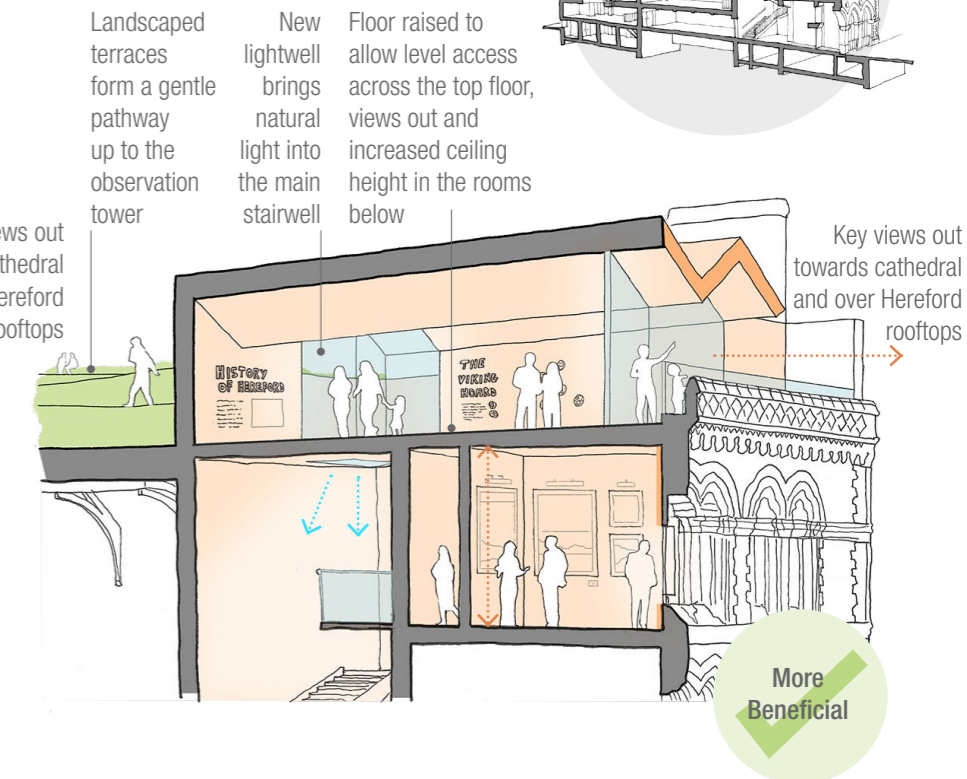 Landscaped
terraces
form a gentle
pathway
up to the
observation
tower
New
lightwell
brings
natural
light into
the main
stairwell
Floor raised to
allow level access
across the top floor,
views out and
increased ceiling
height in the rooms
below
out
ooftops
Key views out
towards cathedral
and over Hereford
rooftops
HISTORY
OF HEREFORD
THE
VIKING
HOARD
More
Beneficial